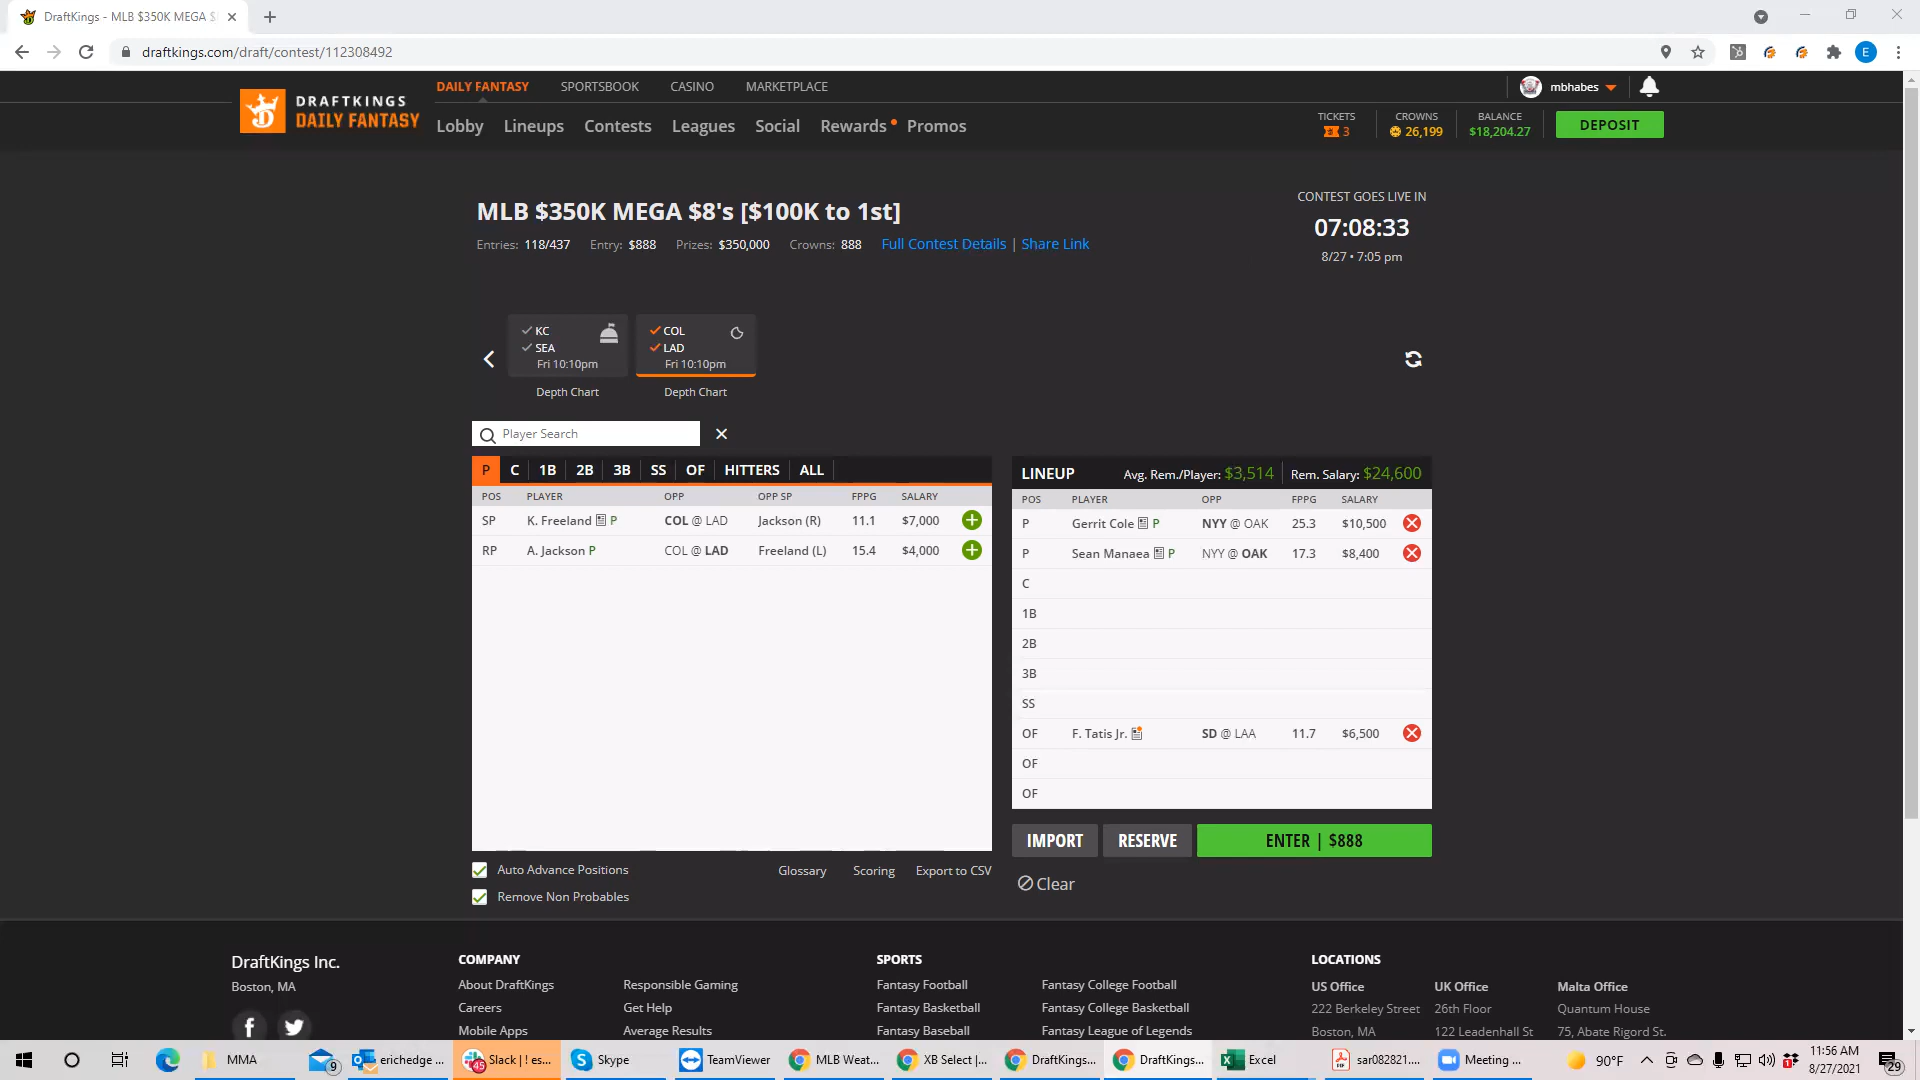 DraftKings - MLB $350K MEGA $
draftkings.com/draft/contest/112308492
E
DRAFTKINGS
DAILY FANTASY
DAILY FANTASY
SPORTSBOOK
CASINO
MARKETPLACE
mbhabes
Lobby
Lineups
Contests
Leagues
Social
Rewards
Promos
TICKETS
3
CROWNS
26,199
BALANCE
$18,204.27
DEPOSIT
MLB $350K MEGA $8's [$100K to 1st]
Entries: 118/437 Entry: $888 Prizes: $350,000 Crowns: 888 Full Contest Details | Share Link
CONTEST GOES LIVE IN
07:08:33
8/27 • 7:05 pm
KC
SEA
Fri 10:10pm
Depth Chart
COL
LAD
Fri 10:10pm
Depth Chart
Player Search
P C 1B 2B 3B SS OF HITTERS ALL
POS PLAYER OPP OPP SP FPPG SALARY
SP K. Freeland P COL @ LAD Jackson (R) 11.1 $7,000
RP A. Jackson P COL @ LAD Freeland (L) 15.4 $4,000
Auto Advance Positions
Remove Non Probables
Glossary
Scoring
Export to CSV
LINEUP Avg. Rem./Player: $3,514 Rem. Salary: $24,600
POS PLAYER OPP FPPG SALARY
P Gerrit Cole P NYY @ OAK 25.3 $10,500
P Sean Manaea P NYY @ OAK 17.3 $8,400
C
1B
2B
3B
SS
OF F. Tatis Jr. SD @ LAA 11.7 $6,500
OF
OF
IMPORT
RESERVE
ENTER | $888
Clear
DraftKings Inc.
Boston, MA
COMPANY
About DraftKings
Careers
Mobile Apps
Responsible Gaming
Get Help
Average Results
SPORTS
Fantasy Football
Fantasy Basketball
Fantasy Baseball
Fantasy College Football
Fantasy College Basketball
Fantasy League of Legends
LOCATIONS
US Office
222 Berkeley Street
Boston, MA
UK Office
26th Floor
122 Leadenhall St
Malta Office
Quantum House
75, Abate Rigord St.
MMA
9
erichedge ...
45
Slack | ! es...
Skype
TeamViewer
MLB Weat...
XB Select |...
DraftKings...
DraftKings...
Excel
sar082821....
Meeting ...
90°F
11:56 AM
8/27/2021
29